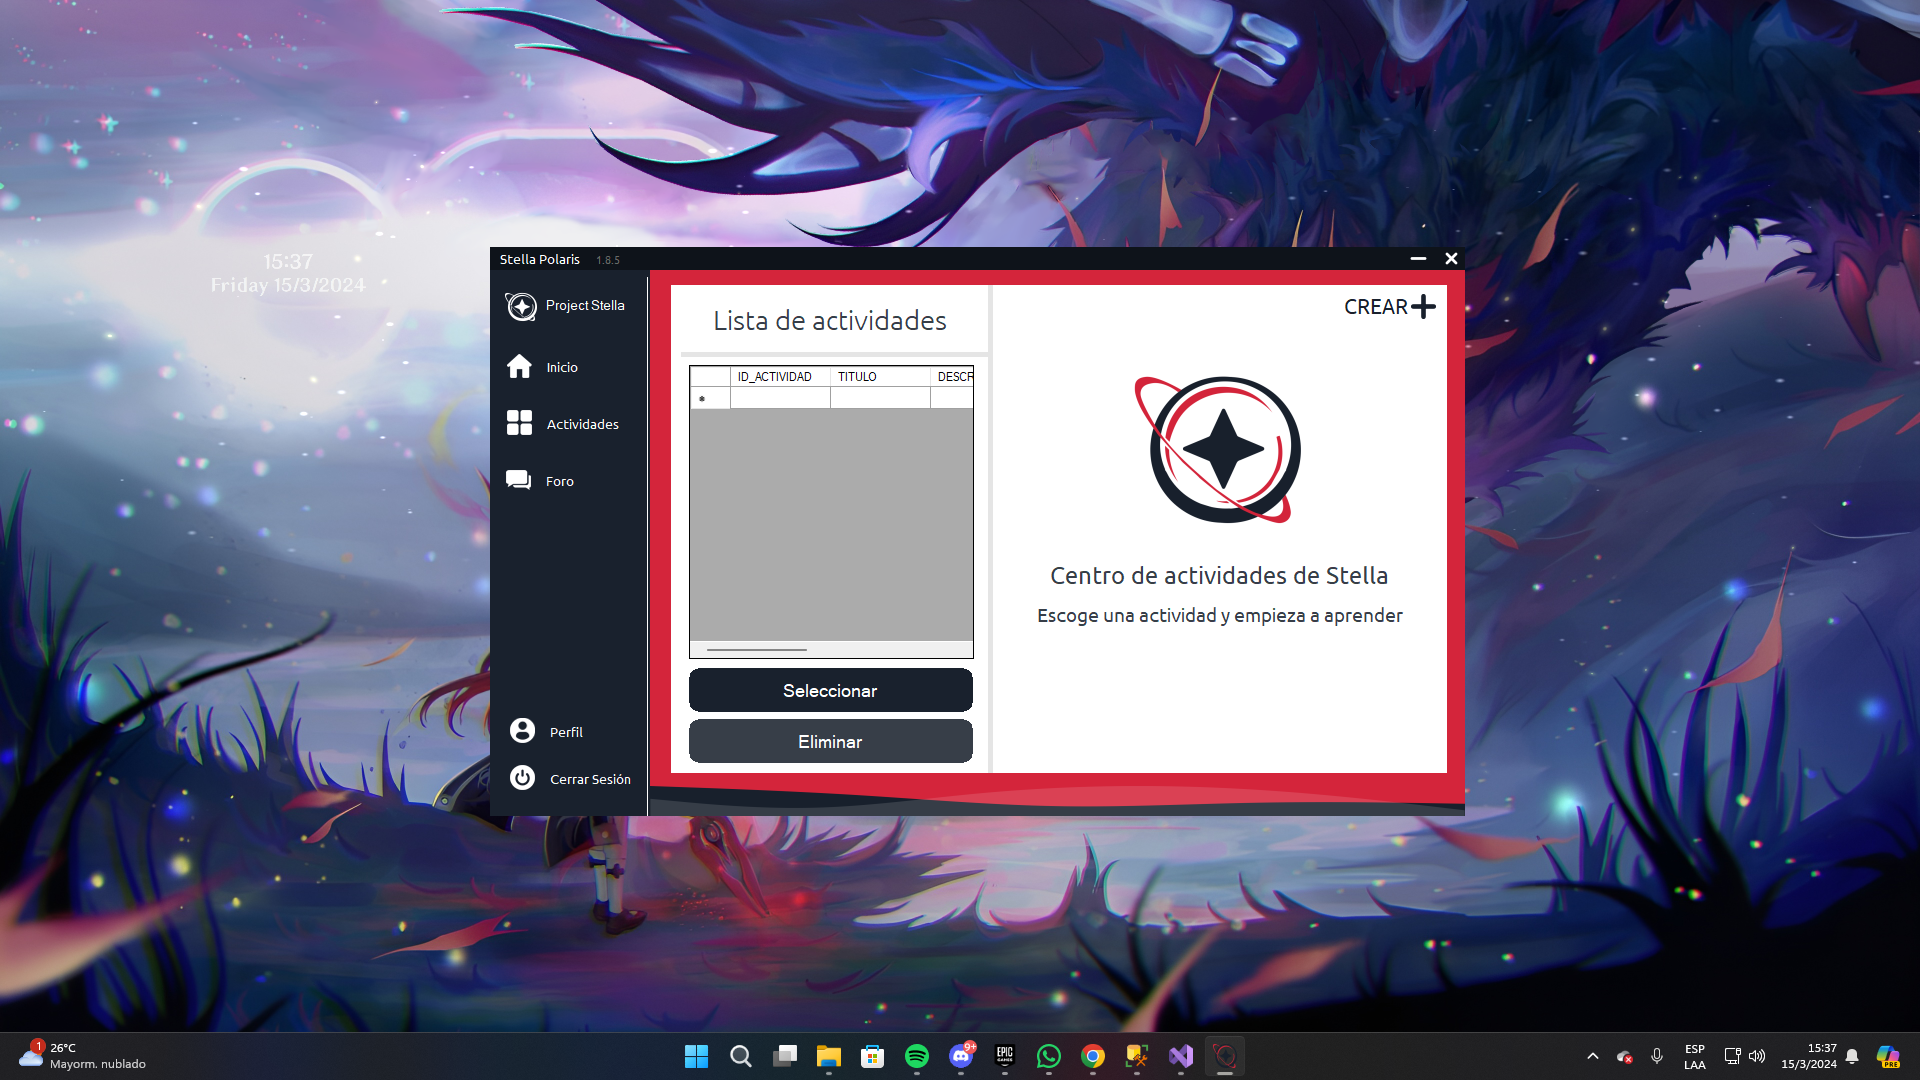 15:37
Friday 15/3/2024
Stella Polaris 1.8.5
Project Stella
Inicio
Actividades
Foro
Perfil
Cerrar Sesión
Lista de actividades
ID_ACTIVIDAD TITULO DESCR
Seleccionar
Eliminar
CREAR
Centro de actividades de Stella
Escoge una actividad y empieza a aprender
1
26°C
Mayorm. nublado
9+
EPIC
GAMES
ESP
LAA
15:37
15/3/2024
PRE